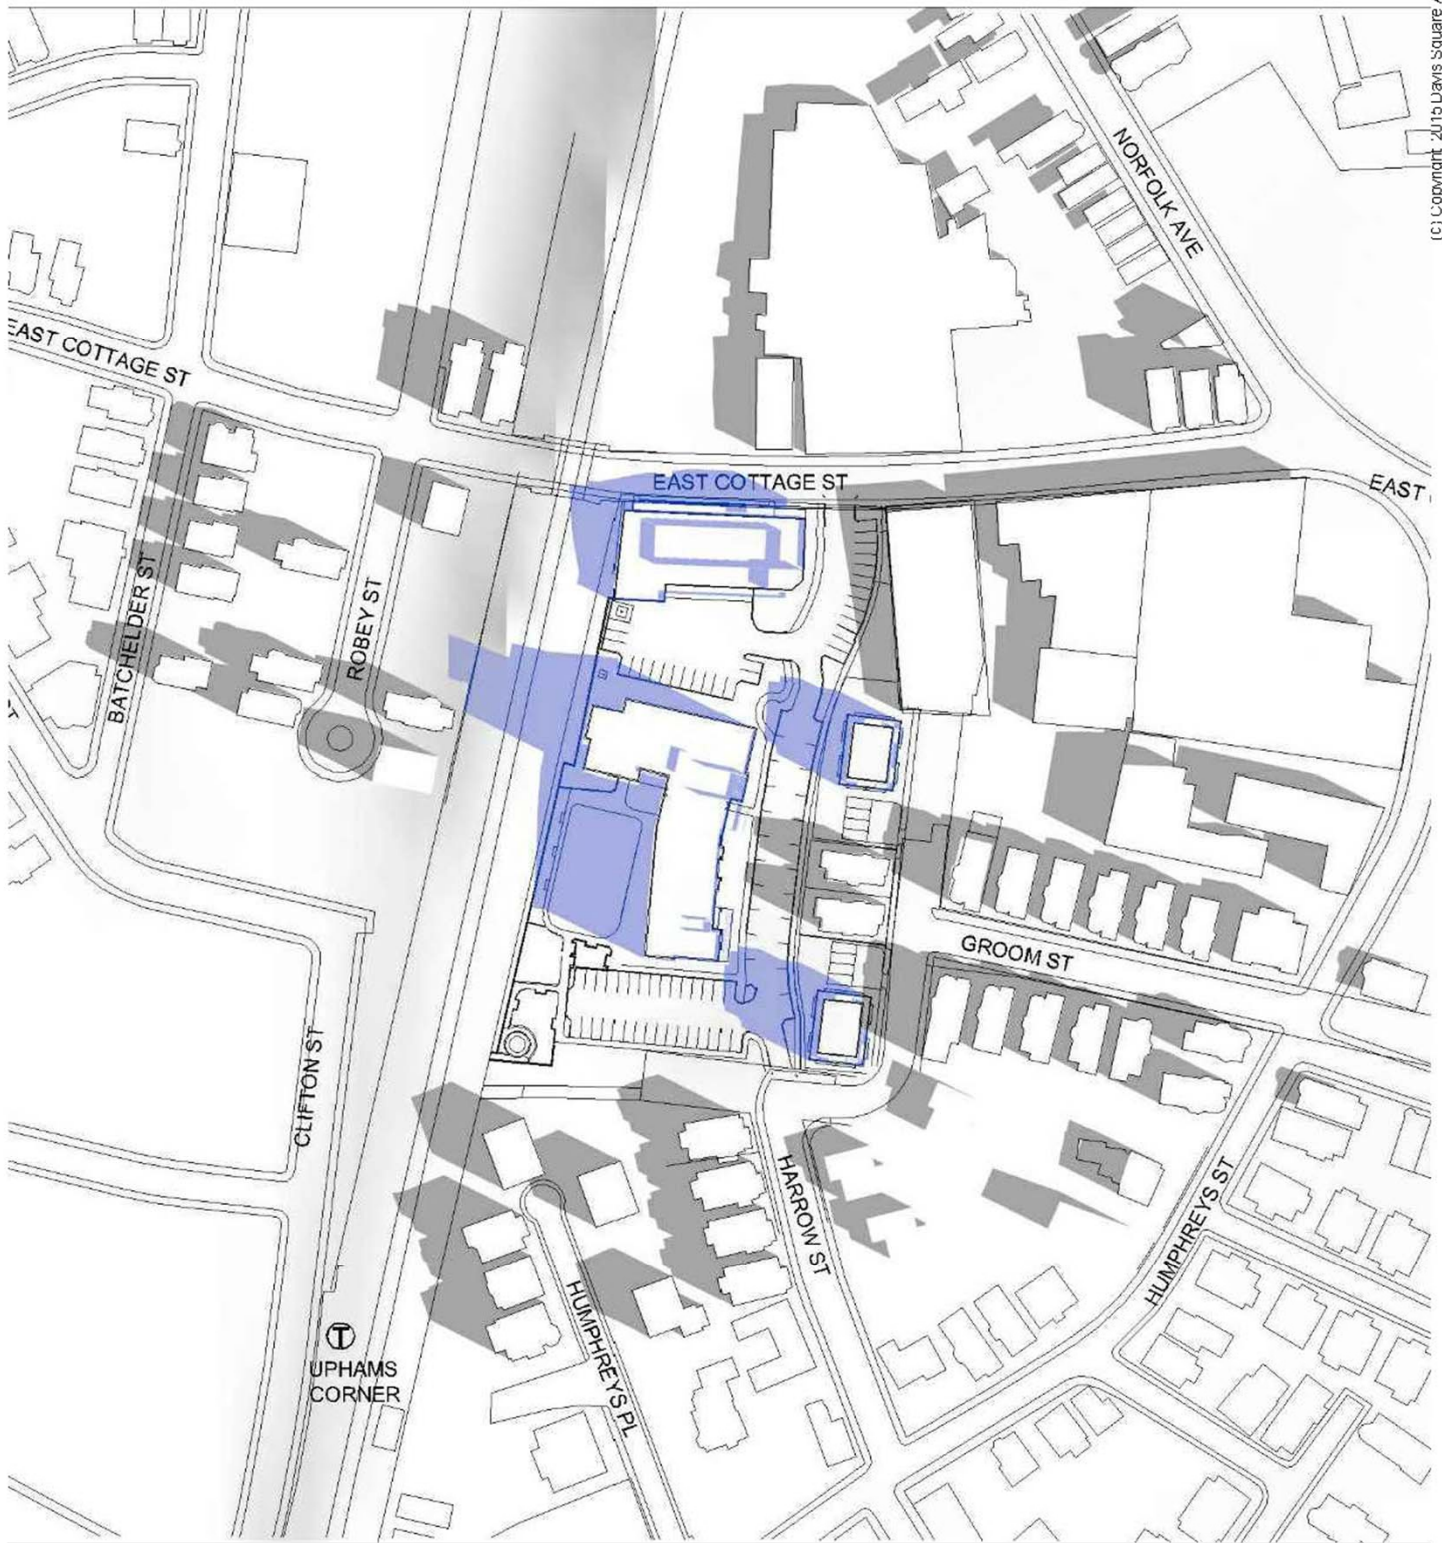 (C) Copyright 2015 Davis Square
NORFOLK AVE
EAST COTTAGE ST
EAST COTTAGE ST
EAST
BATCHELDER ST
ROBEY ST
GROOM ST
CLIFTON ST
HARROW ST
HUMPHREYS ST
HUMPHREYS PL
T
UPHAMS
CORNER